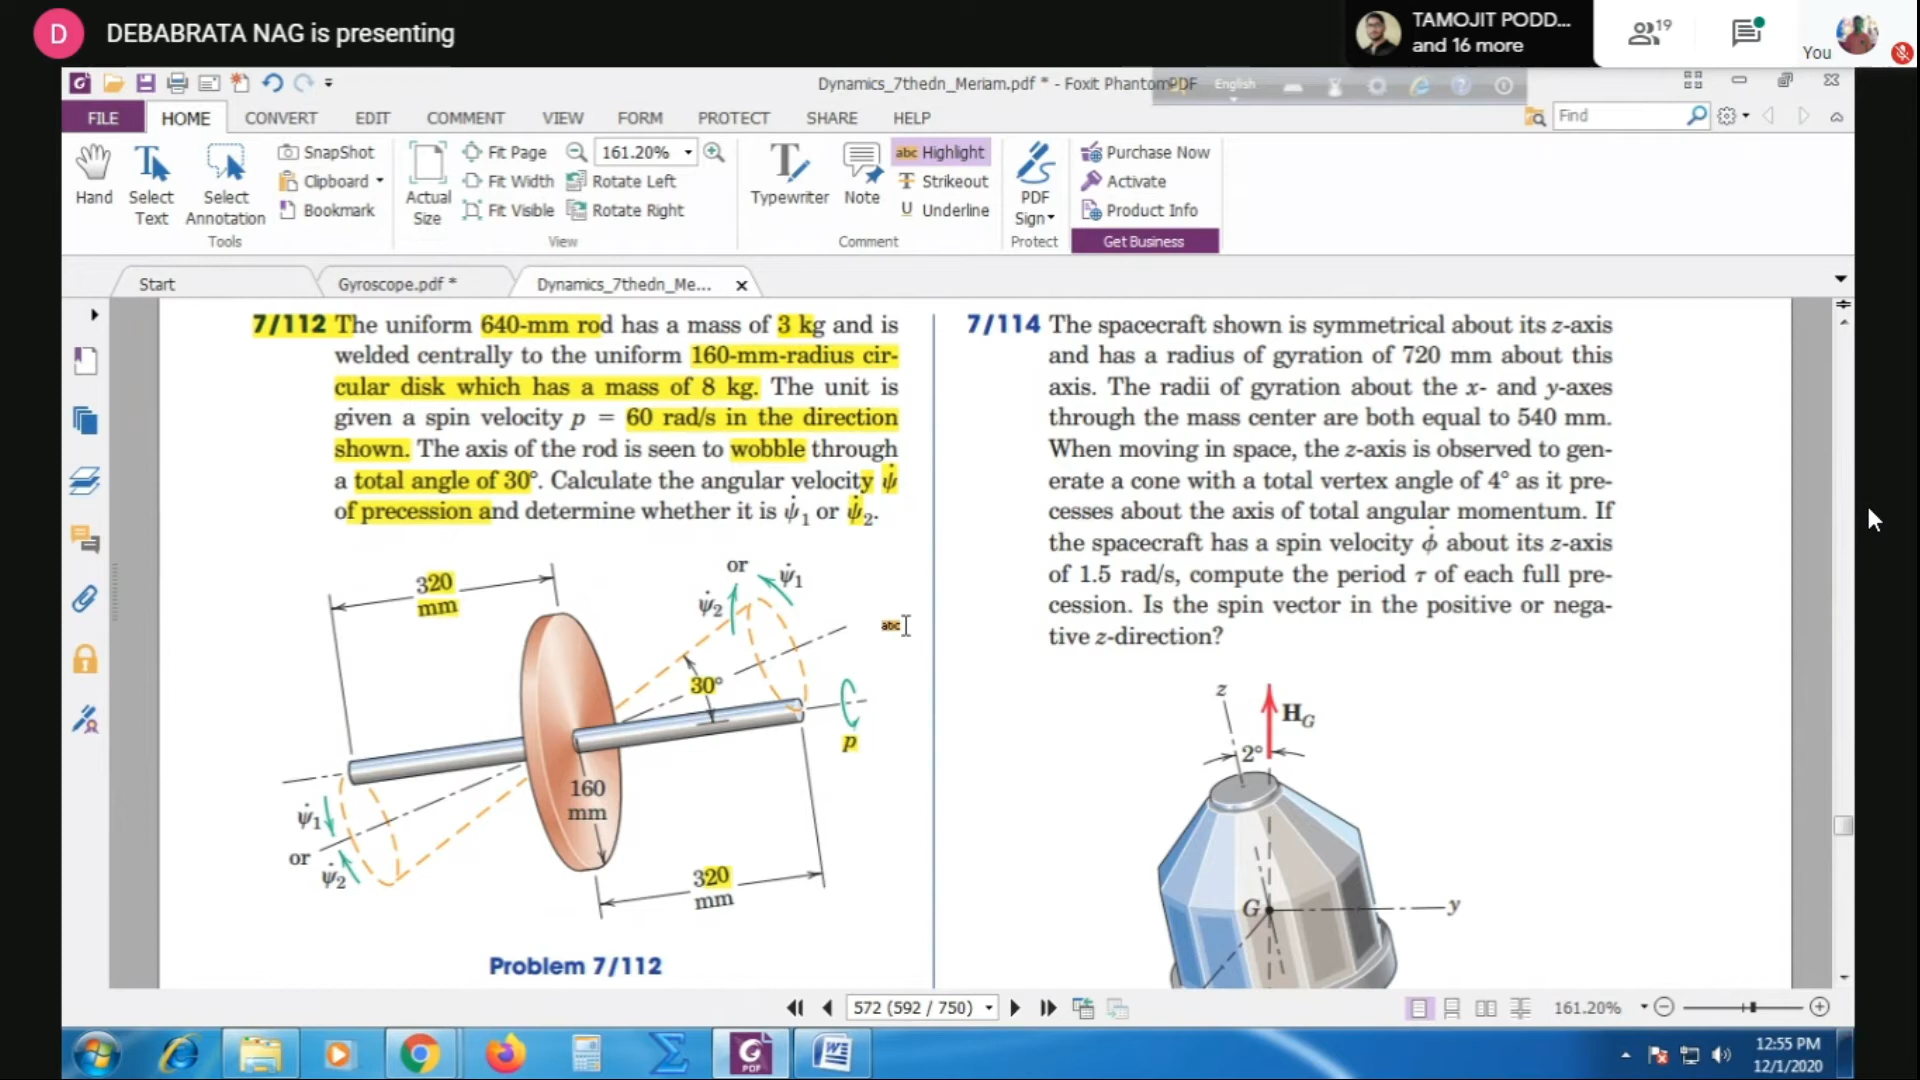 D
DEBABRATA NAG is presenting
TAMOJIT PODD...
and 16 more
19
You
Dynamics_7thedn_Meriam.pdf * - Foxit PhantomPDF
English
FILE
HOME
CONVERT
EDIT
COMMENT
VIEW
FORM
PROTECT
SHARE
HELP
Find
Hand
Select
Text
Select
Annotation
SnapShot
Clipboard
Bookmark
Tools
Actual
Size
Fit Page
Fit Width
Fit Visible
161.20%
Rotate Left
Rotate Right
View
Typewriter
Note
abc Highlight
Strikeout
Underline
Comment
PDF
Sign
Protect
Purchase Now
Activate
Product Info
Get Business
Start
Gyroscope.pdf *
Dynamics_7thedn_Me...
7/112 The uniform 640-mm rod has a mass of 3 kg and is
welded centrally to the uniform 160-mm-radius cir-
cular disk which has a mass of 8 kg. The unit is
given a spin velocity p = 60 rad/s in the direction
shown. The axis of the rod is seen to wobble through
a total angle of 30°. Calculate the angular velocity ψ̇
of precession and determine whether it is ψ̇₁ or ψ̇₂.
320
mm
or
ψ̇₁
ψ̇₂
abc
30°
p
160
mm
ψ̇₁
or
ψ̇₂
320
mm
Problem 7/112
7/114 The spacecraft shown is symmetrical about its z-axis
and has a radius of gyration of 720 mm about this
axis. The radii of gyration about the x- and y-axes
through the mass center are both equal to 540 mm.
When moving in space, the z-axis is observed to gen-
erate a cone with a total vertex angle of 4° as it pre-
cesses about the axis of total angular momentum. If
the spacecraft has a spin velocity ϕ̇ about its z-axis
of 1.5 rad/s, compute the period τ of each full pre-
cession. Is the spin vector in the positive or nega-
tive z-direction?
z
H_G
2°
G
y
572 (592 / 750)
161.20%
PDF
12:55 PM
12/1/2020